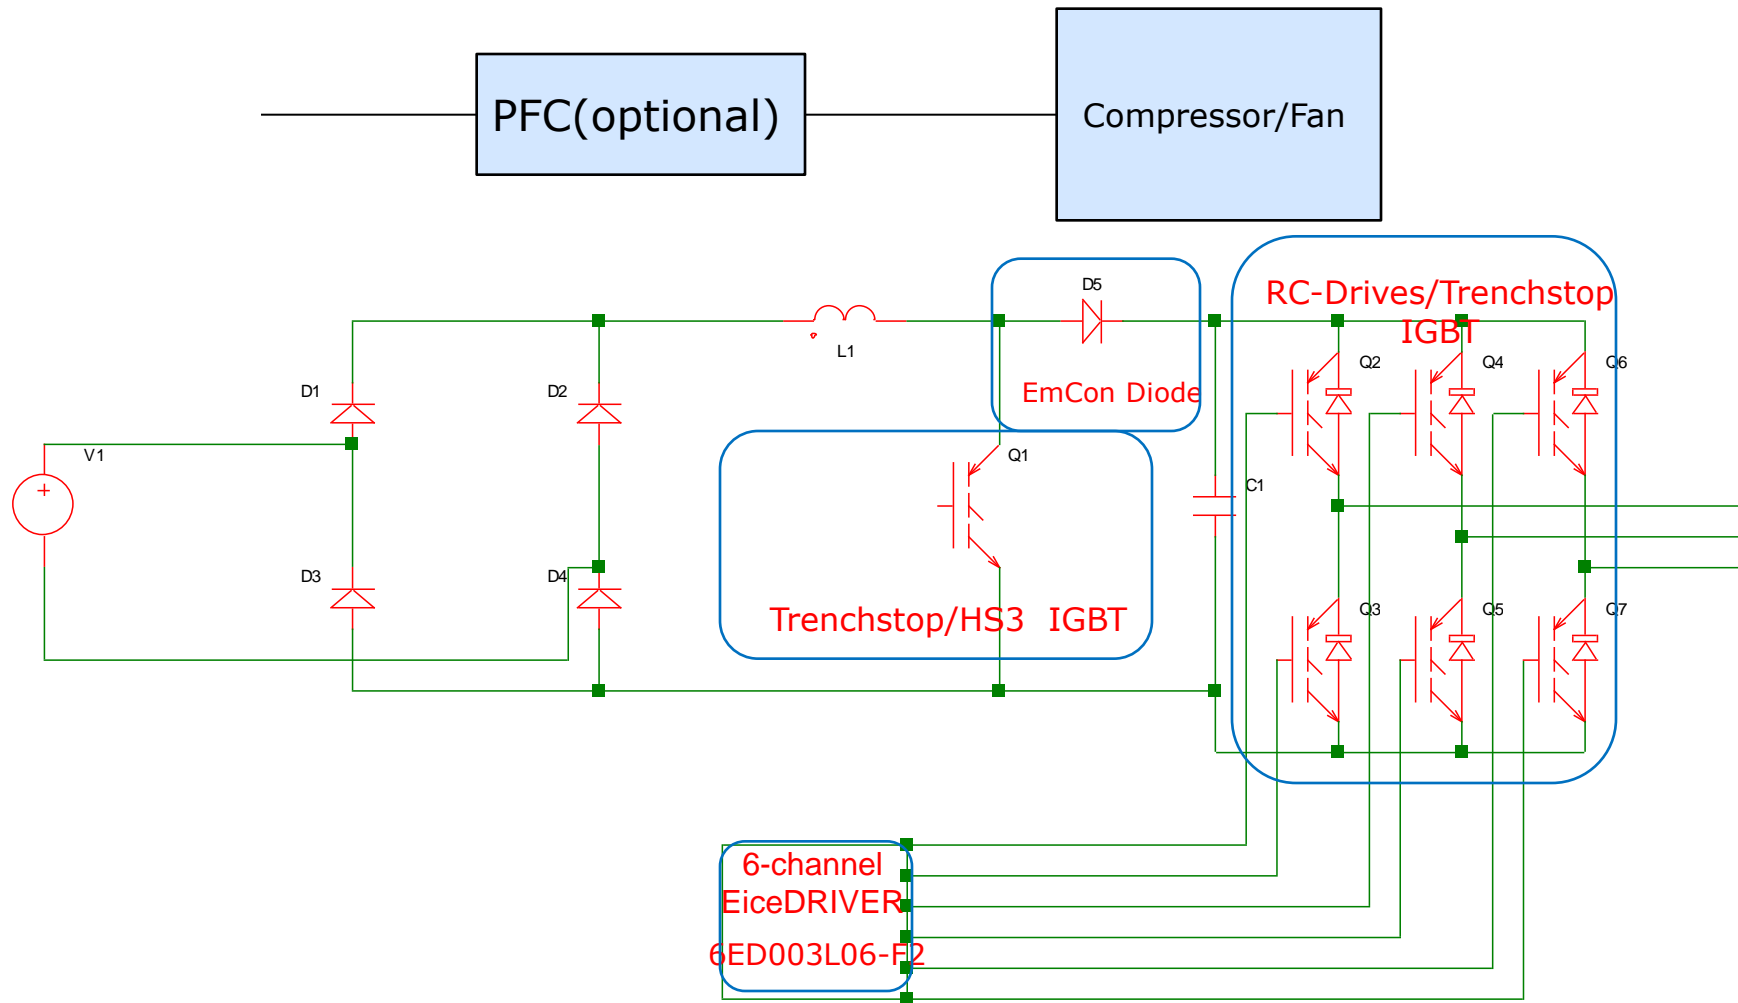 PFC(optional)
Compressor/Fan
D5
RC-Drives/Trenchstop
IGBT
L1
EmCon Diode
D1
D2
Q2
Q4
Q6
V1
+
Q1
C1
D3
D4
Trenchstop/HS3 IGBT
Q3
Q5
Q7
6-channel
EiceDRIVER
6ED003L06-F2